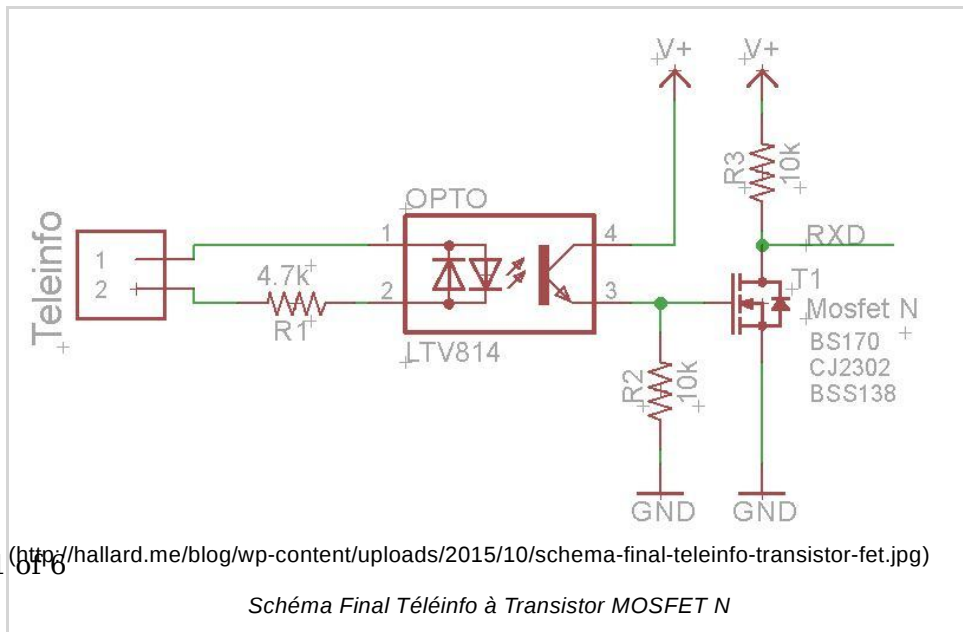 V+ V+
R3 10k
OPTO
RXD
Teleinfo
1
2
1
2
4
3
4.7k
R1
LTV814
T1
Mosfet N
BS170
CJ2302
BSS138
R2 10k
GND GND
(http://hallard.me/blog/wp-content/uploads/2015/10/schema-final-teleinfo-transistor-fet.jpg)
of 6
Schéma Final Téléinfo à Transistor MOSFET N